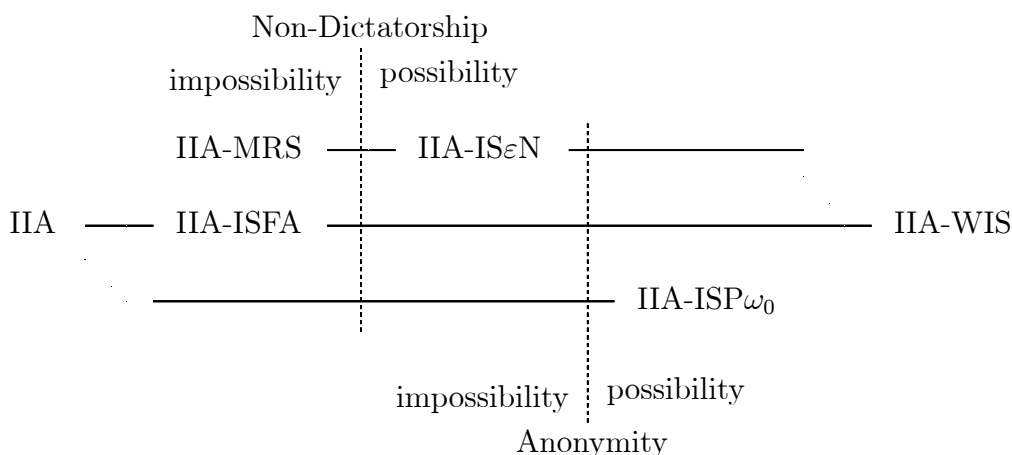 Non-Dictatorship
impossibility possibility
IIA-MRS IIA-ISεN
IIA IIA-ISFA IIA-WIS
IIA-ISPω₀
impossibility possibility
Anonymity